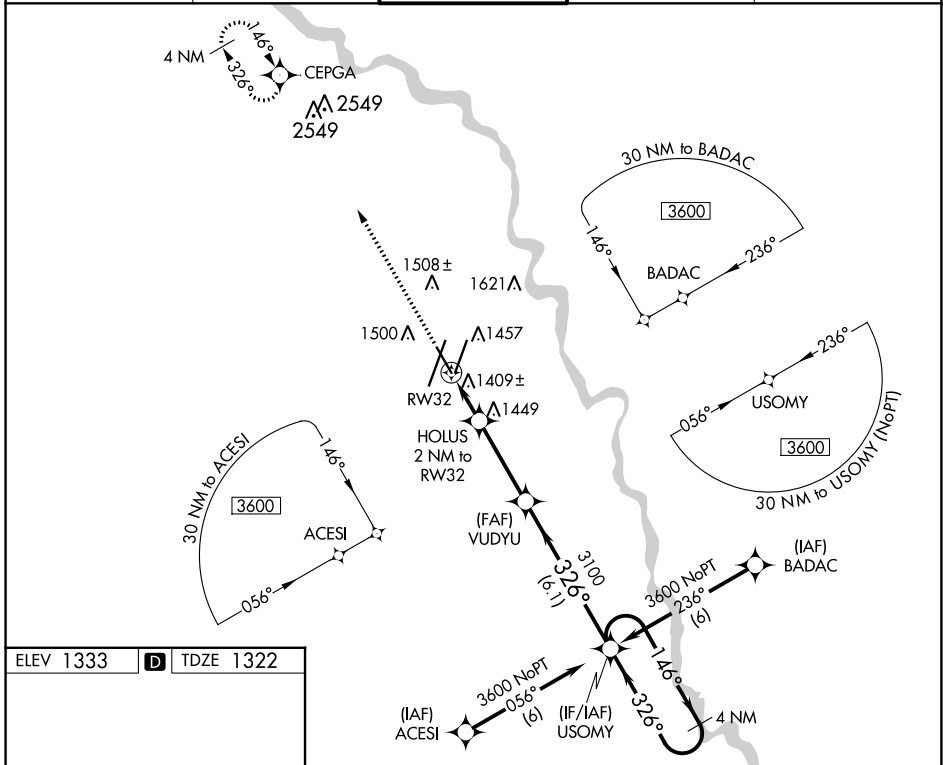 146°
4 NM
326°
CEPGA
2549
2549
30 NM to BADAC
3600
146°
236°
BADAC
1508±
1621
1500
1457
1409±
RW32
1449
HOLUS
2 NM to
RW32
236°
USOMY
056°
3600
30 NM to USOMY (NoPT)
30 NM to ACESI
146°
3600
ACESI
056°
(FAF)
VUDYU
3100
326°
(6.1)
(IAF)
BADAC
3600 NoPT
236°
(6)
146°
3600 NoPT
056°
(6)
(IAF)
ACESI
(IF/IAF)
USOMY
326°
4 NM
ELEV 1333 D TDZE 1322